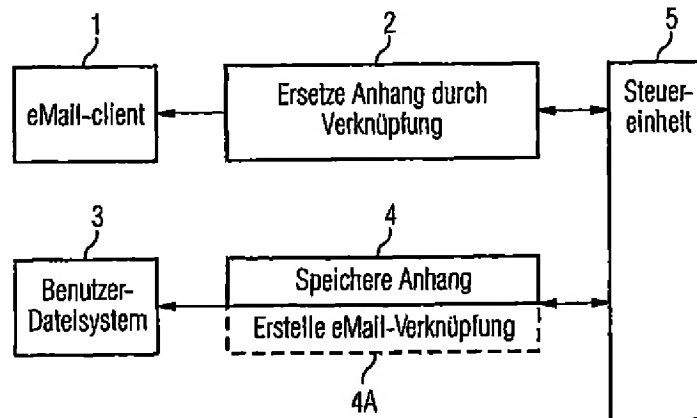 1
eMail-client
2
Ersetze Anhang durch
Verknüpfung
5
Steuer-
einheit
3
Benutzer-
Dateisystem
4
Speichere Anhang
Erstelle eMail-Verknüpfung
4A